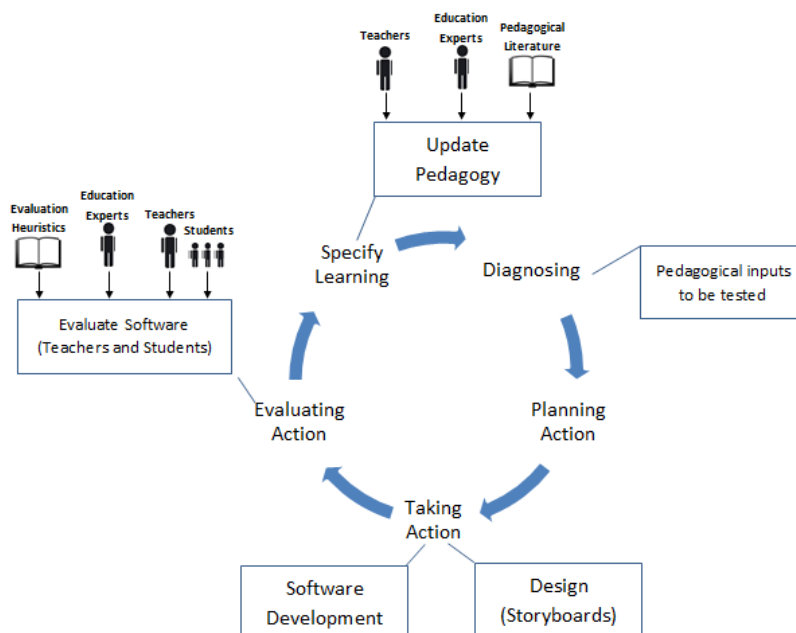 Teachers
Education
Experts
Pedagogical
Literature
Update
Pedagogy
Evaluation
Heuristics
Education
Experts
Teachers
Students
Evaluate Software
(Teachers and Students)
Specify
Learning
Diagnosing
Pedagogical inputs
to be tested
Evaluating
Action
Planning
Action
Taking
Action
Software
Development
Design
(Storyboards)